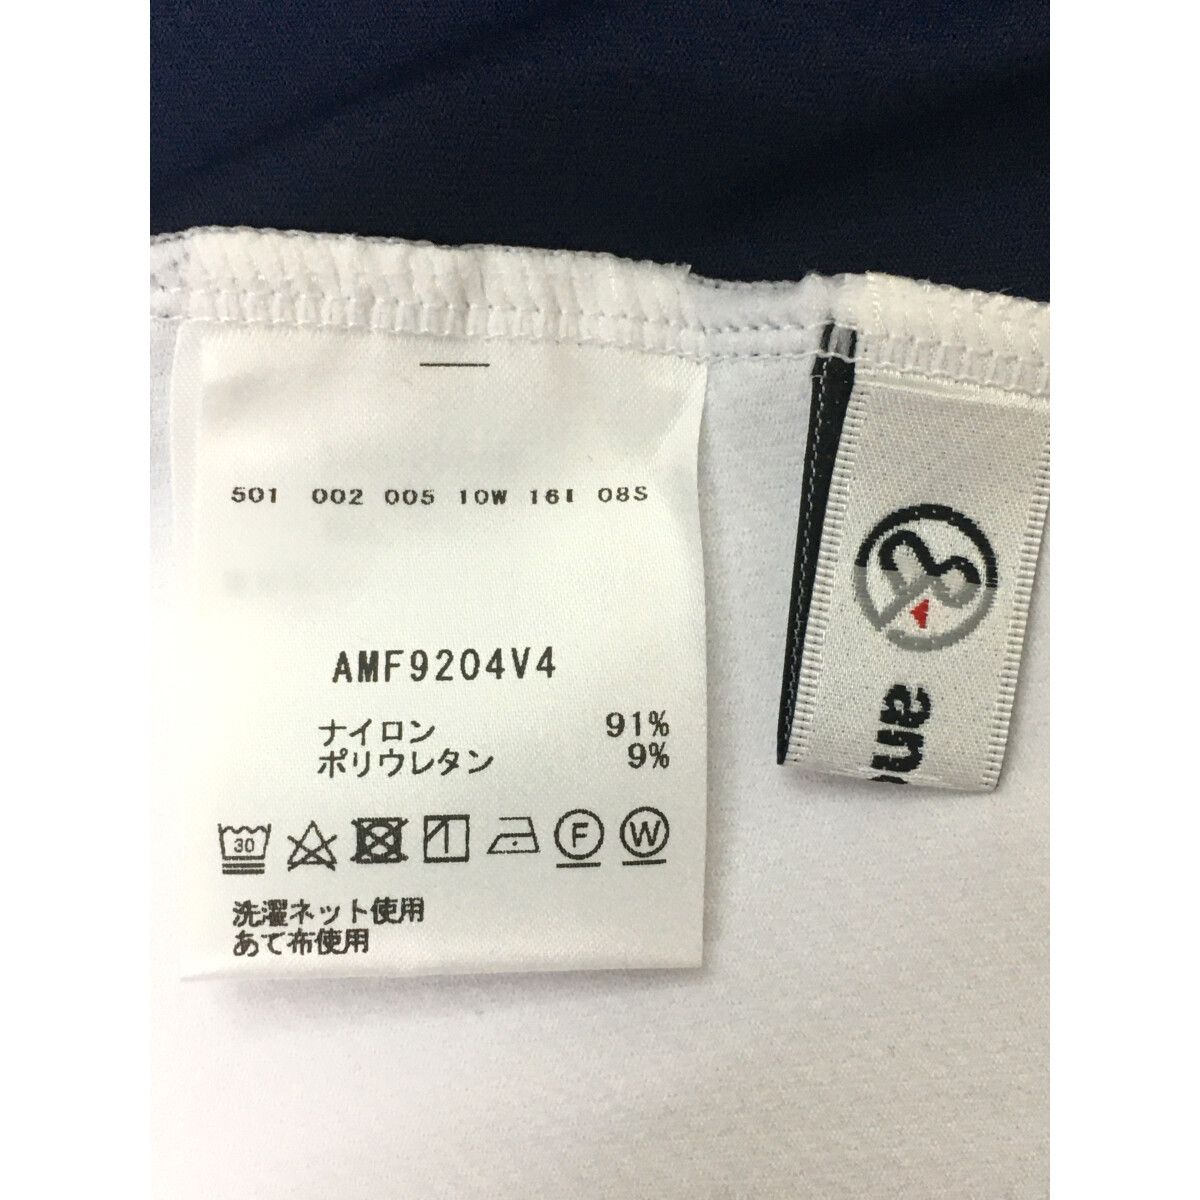 501 002 005 10W 16I 08S
AMF9204V4
ナイロン 91%
ポリウレタン 9%
30
F W
洗濯ネット使用
あて布使用
and